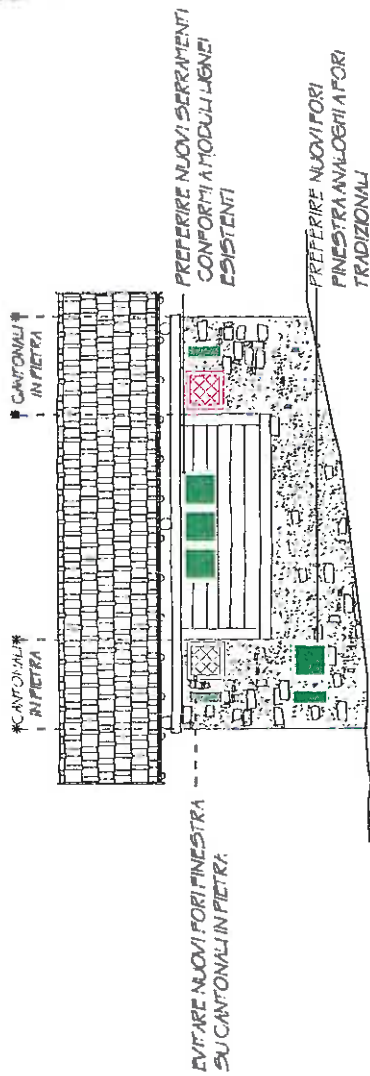 * CANTONALI
IN PIETRA
* CANTONALI
IN PIETRA
PREFERIRE NUOVI SERRAMENTI
CONFORMI A MODULI LIGNEI
ESISTENTI
EVITARE NUOVI FORI FINESTRA
SU CANTONALI IN PIETRA
PREFERIRE NUOVI FORI
FINESTRA ANALOGHI A FORI
TRADIZIONALI